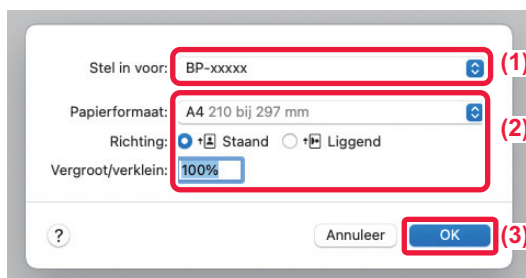 Stel in voor: BP-xxxxx (1)
Papierformaat: A4 210 bij 297 mm
(2)
Richting: Staand Liggend
Vergroot/verklein: 100%
? Annuleer OK (3)